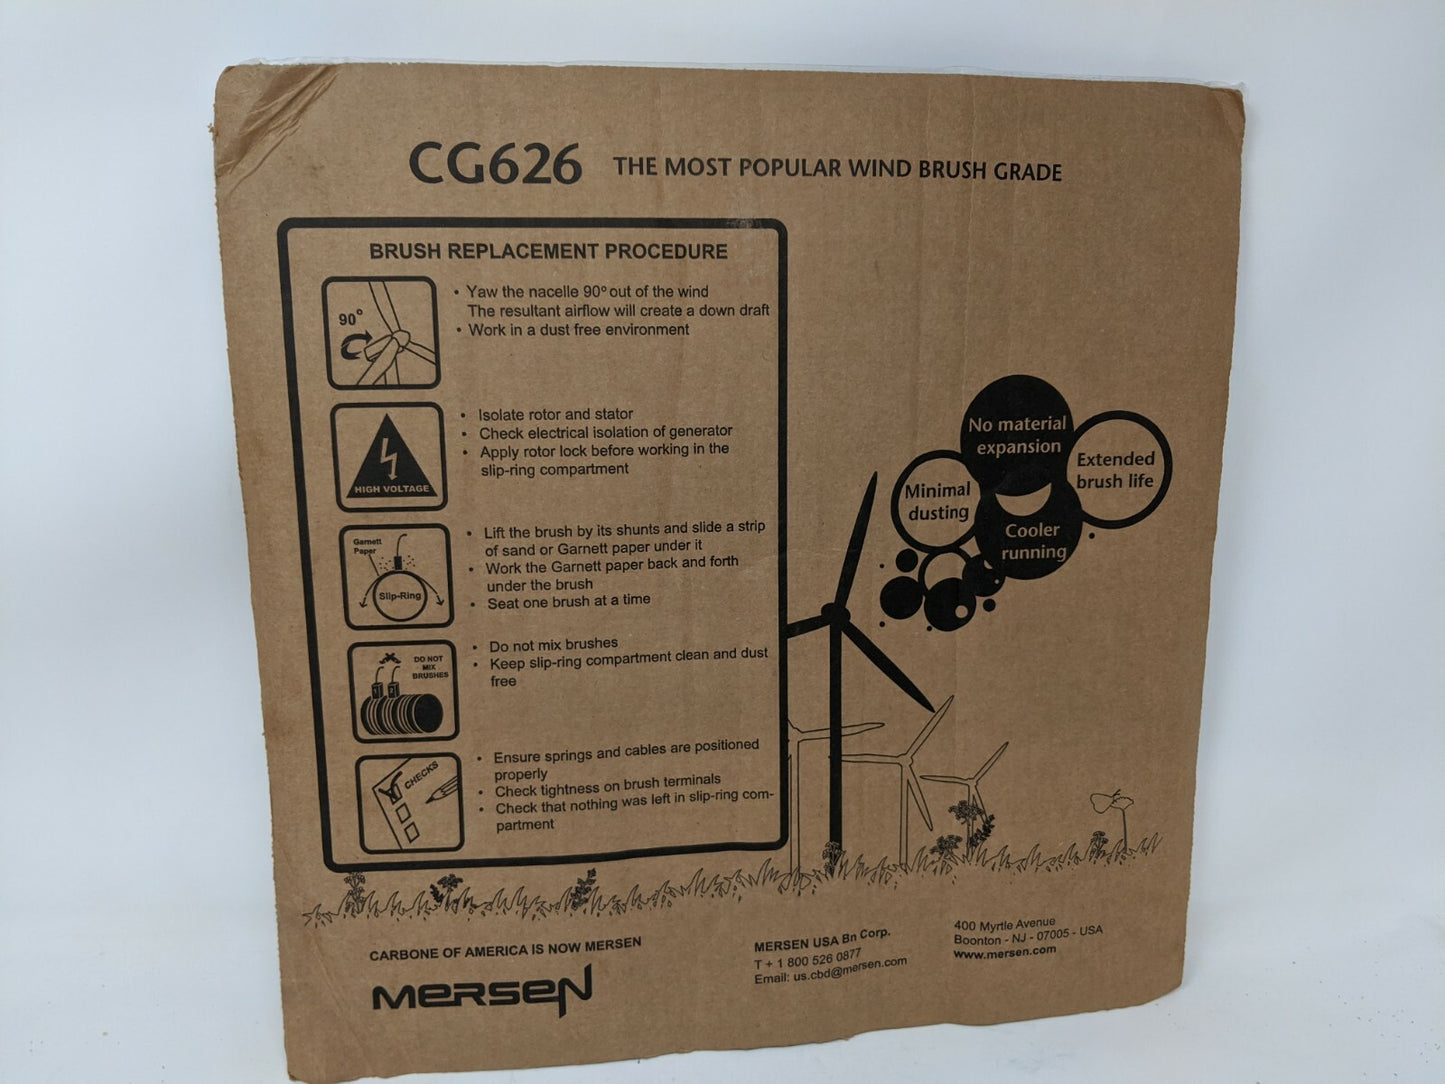 CG626 THE MOST POPULAR WIND BRUSH GRADE
BRUSH REPLACEMENT PROCEDURE
90°
• Yaw the nacelle 90° out of the wind
The resultant airflow will create a down draft
• Work in a dust free environment
HIGH VOLTAGE
• Isolate rotor and stator
• Check electrical isolation of generator
• Apply rotor lock before working in the
slip-ring compartment
Garnett
Paper
Slip-Ring
• Lift the brush by its shunts and slide a strip
of sand or Garnett paper under it
• Work the Garnett paper back and forth
under the brush
• Seat one brush at a time
DO NOT
MIX
BRUSHES
• Do not mix brushes
• Keep slip-ring compartment clean and dust
free
CHECKS
• Ensure springs and cables are positioned
properly
• Check tightness on brush terminals
• Check that nothing was left in slip-ring com-
partment
No material
expansion
Extended
brush life
Minimal
dusting
Cooler
running
CARBONE OF AMERICA IS NOW MERSEN
MERSEN
MERSEN USA Bn Corp.
T + 1 800 526 0877
Email: us.cbd@mersen.com
400 Myrtle Avenue
Boonton - NJ - 07005 - USA
www.mersen.com